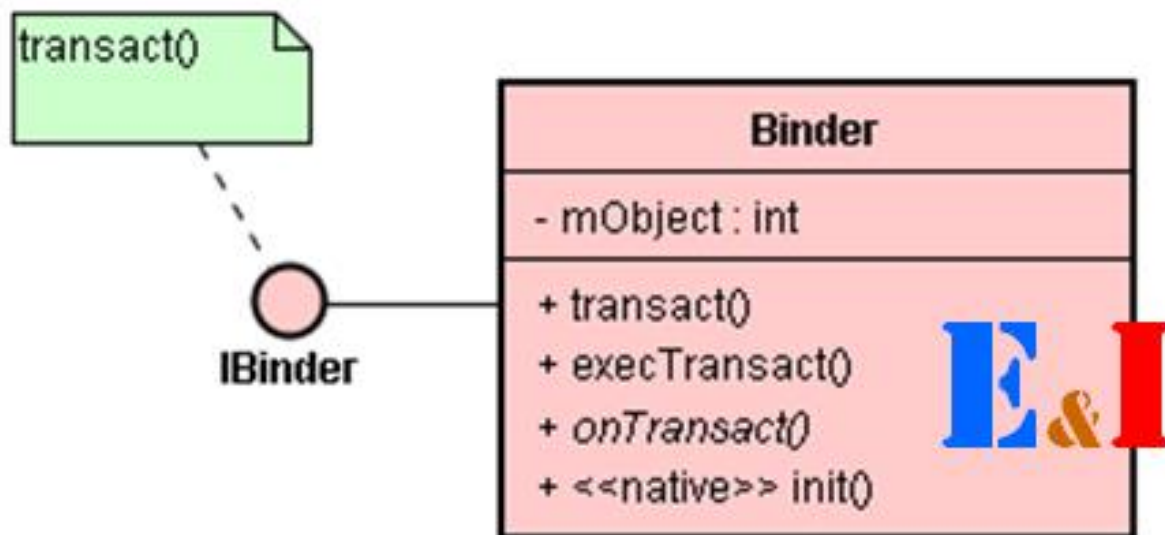 transact()
Binder
- mObject : int
+ transact()
+ execTransact()
+ onTransact()
+ <<native>> init()
IBinder
E&I